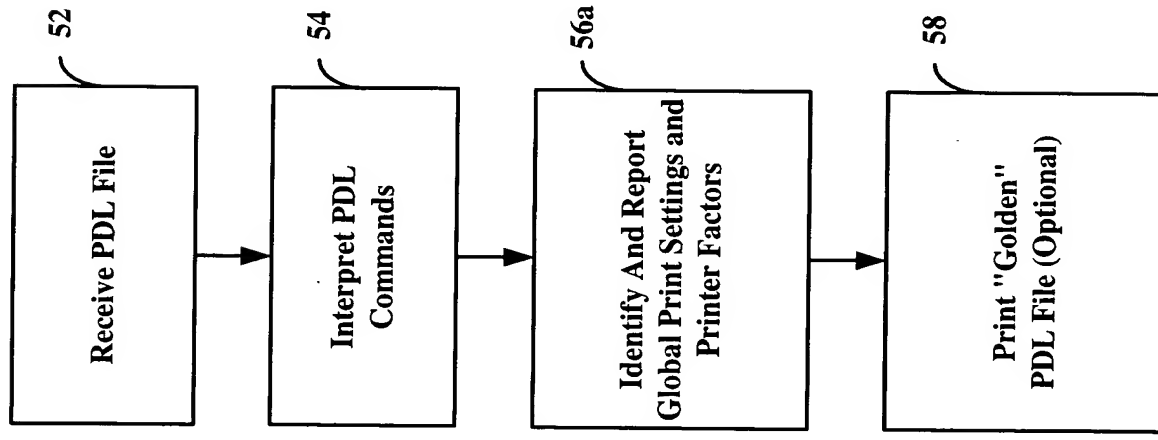 52
Receive PDL File
54
Interpret PDL
Commands
56a
Identify And Report
Global Print Settings and
Printer Factors
58
Print "Golden"
PDL File (Optional)